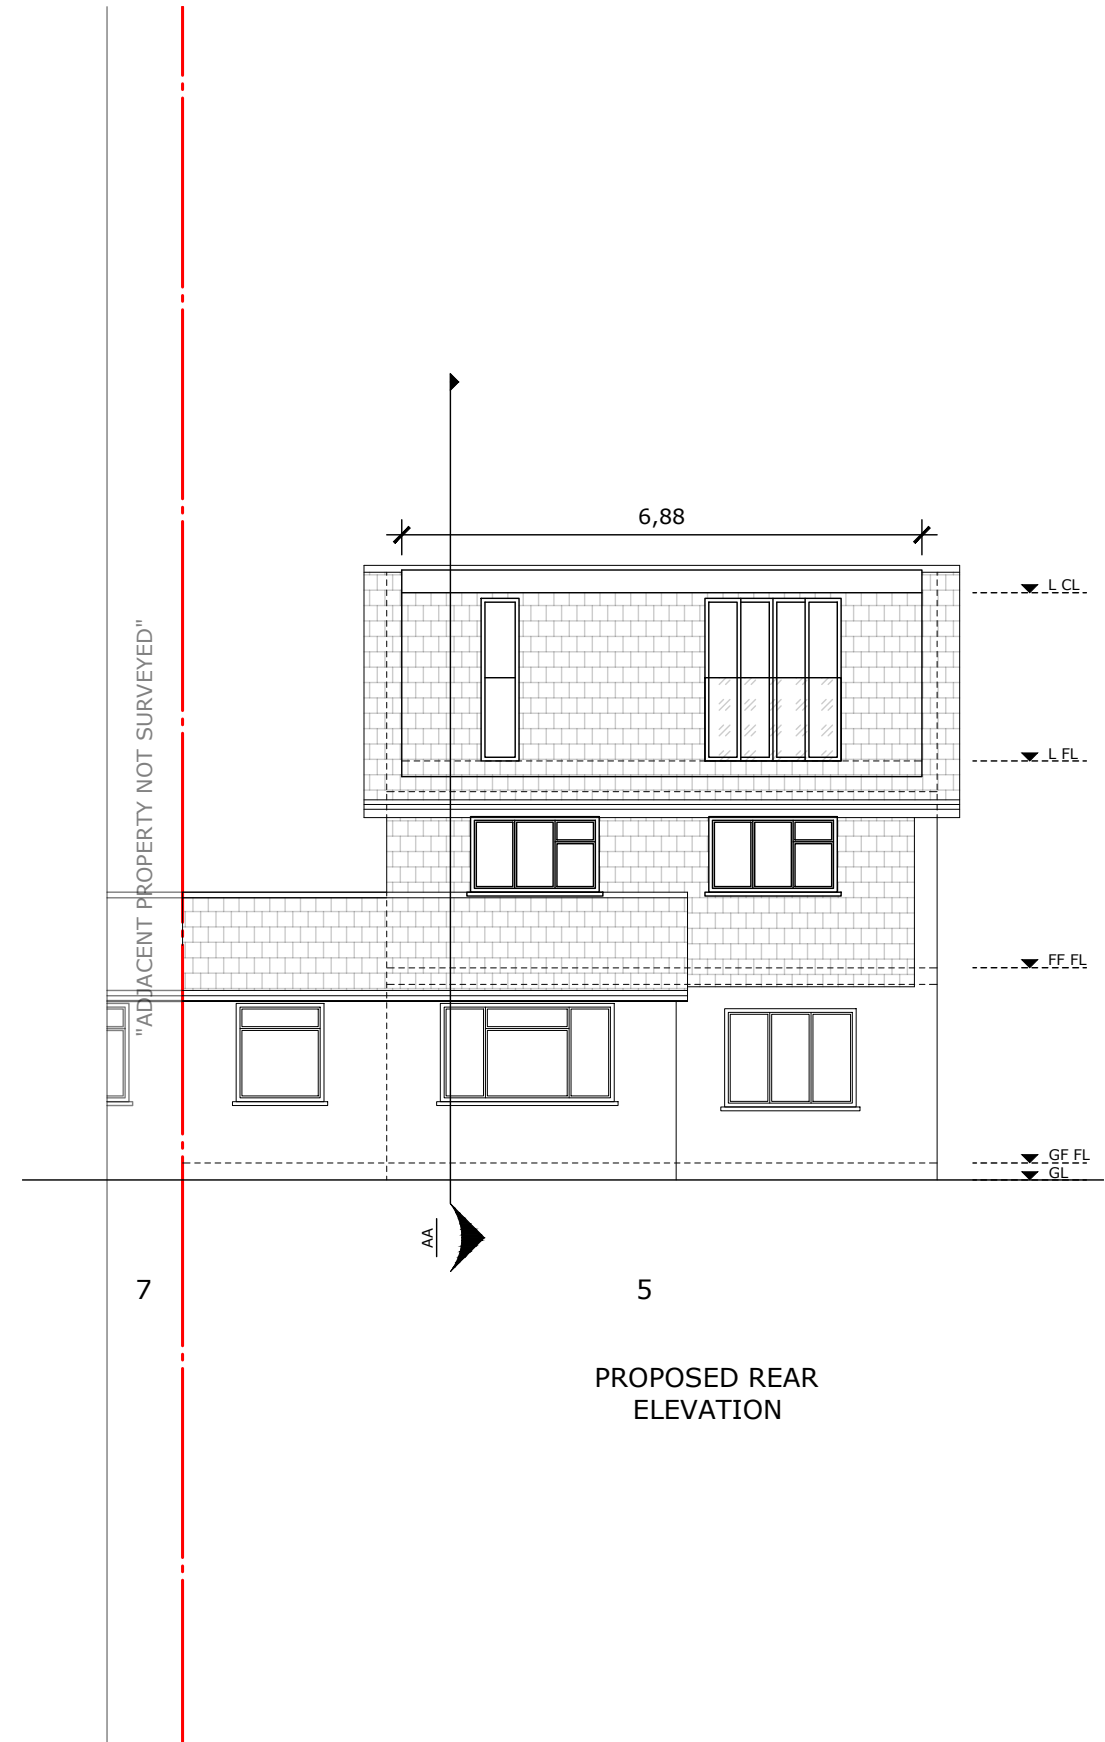 6,88
L CL
"ADJACENT PROPERTY NOT SURVEYED"
L FL
FF FL
GF FL
GL
AA
7
5
PROPOSED REAR
ELEVATION